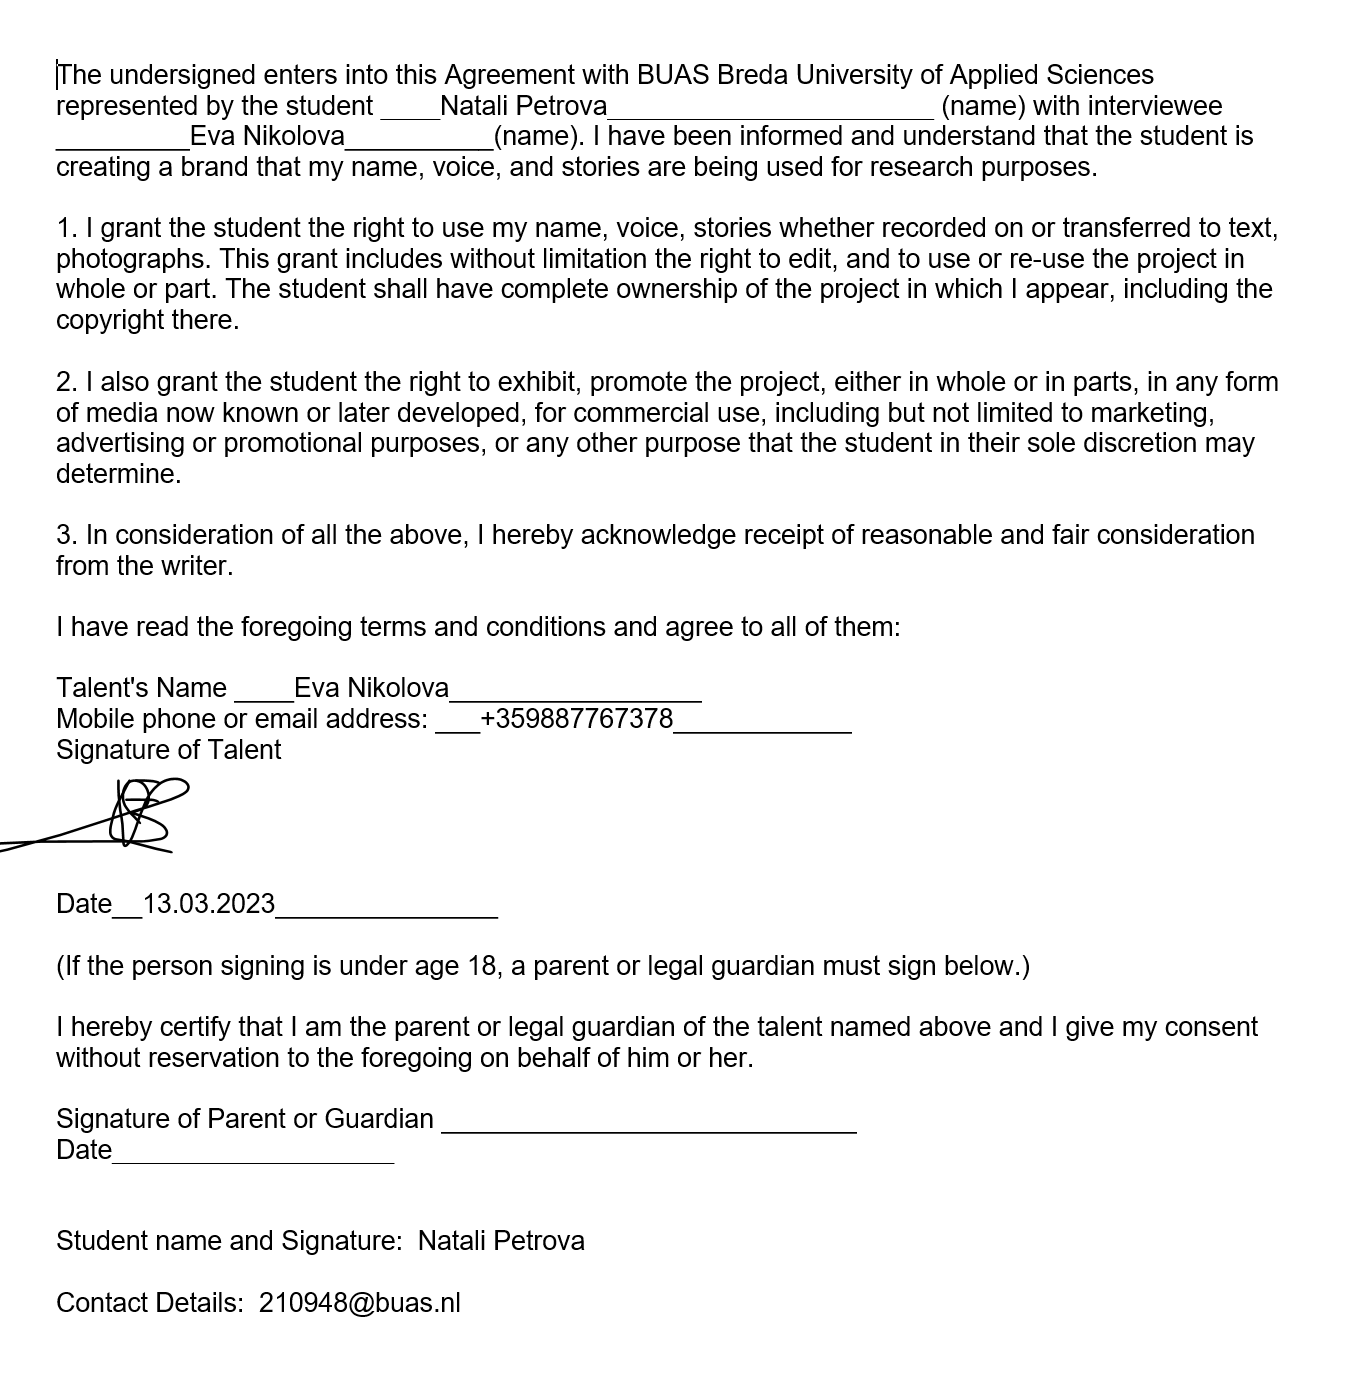 The undersigned enters into this Agreement with BUAS Breda University of Applied Sciences
represented by the student ____Natali Petrova______________________ (name) with interviewee
_________Eva Nikolova__________(name). I have been informed and understand that the student is
creating a brand that my name, voice, and stories are being used for research purposes.
1. I grant the student the right to use my name, voice, stories whether recorded on or transferred to text,
photographs. This grant includes without limitation the right to edit, and to use or re-use the project in
whole or part. The student shall have complete ownership of the project in which I appear, including the
copyright there.
2. I also grant the student the right to exhibit, promote the project, either in whole or in parts, in any form
of media now known or later developed, for commercial use, including but not limited to marketing,
advertising or promotional purposes, or any other purpose that the student in their sole discretion may
determine.
3. In consideration of all the above, I hereby acknowledge receipt of reasonable and fair consideration
from the writer.
I have read the foregoing terms and conditions and agree to all of them:
Talent's Name ____Eva Nikolova_________________
Mobile phone or email address: ___+359887767378____________
Signature of Talent
Date__13.03.2023_______________
(If the person signing is under age 18, a parent or legal guardian must sign below.)
I hereby certify that I am the parent or legal guardian of the talent named above and I give my consent
without reservation to the foregoing on behalf of him or her.
Signature of Parent or Guardian ____________________________
Date___________________
Student name and Signature:  Natali Petrova
Contact Details:  210948@buas.nl